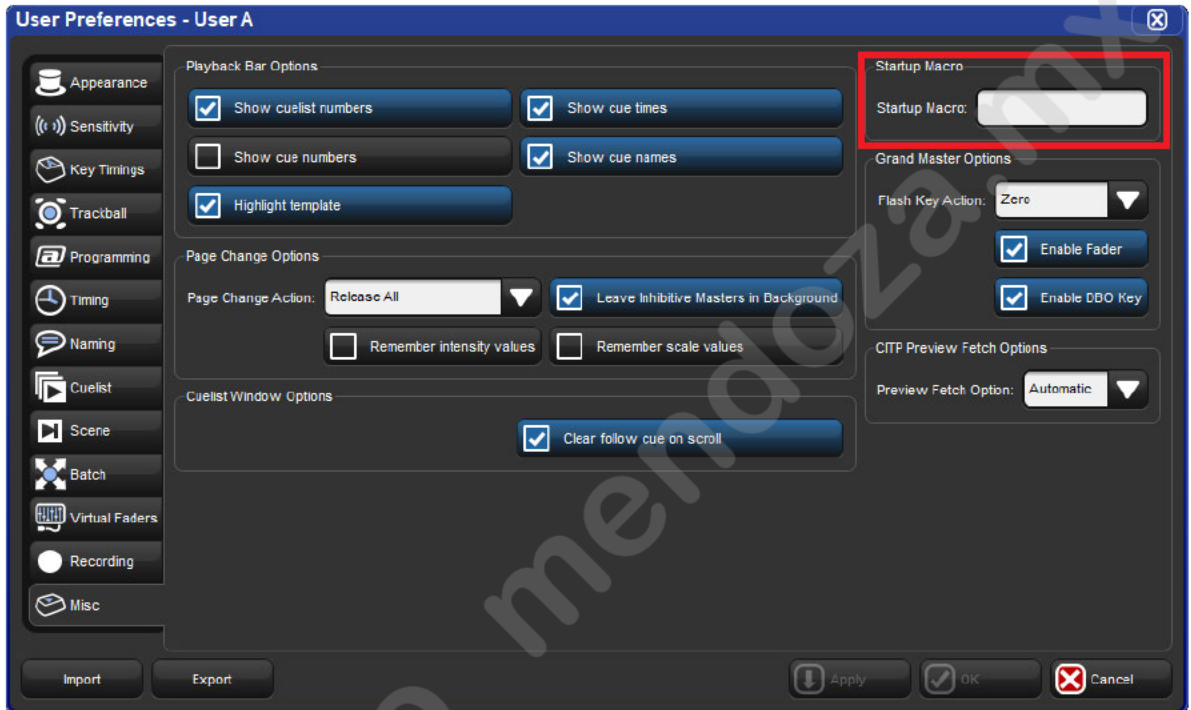 User Preferences - User A
Appearance
Sensitivity
Key Timings
Trackball
Programming
Timing
Naming
Cuelist
Scene
Batch
Virtual Faders
Recording
Misc
Playback Bar Options
Show cuelist numbers
Show cue times
Show cue numbers
Show cue names
Highlight template
Page Change Options
Page Change Action: Release All
Leave Inhibitive Masters in Background
Remember intensity values
Remember scale values
Cuelist Window Options
Clear follow cue on scroll
Startup Macro
Startup Macro:
Grand Master Options
Flash Key Action: Zero
Enable Fader
Enable DBO Key
CITP Preview Fetch Options
Preview Fetch Option: Automatic
Import
Export
Apply
OK
Cancel
mendoza.mx